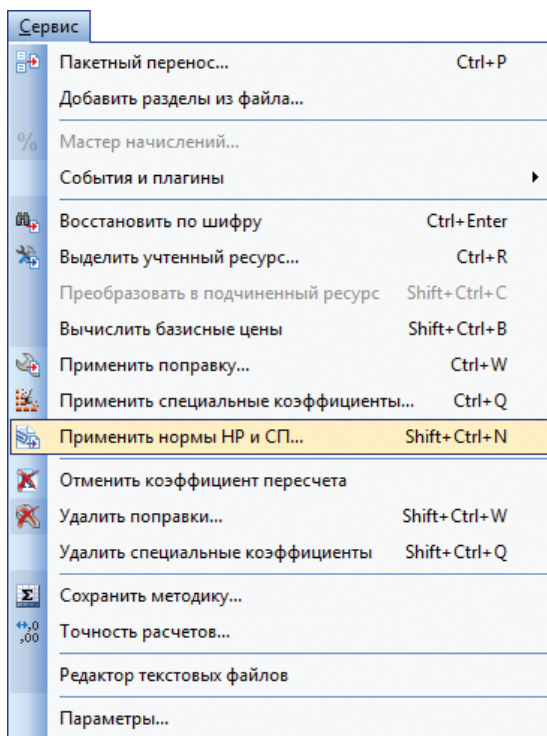 Сервис
Пакетный перенос... Ctrl+P
Добавить разделы из файла...
% Мастер начислений...
События и плагины
Восстановить по шифру Ctrl+Enter
Выделить учтенный ресурс... Ctrl+R
Преобразовать в подчиненный ресурс Shift+Ctrl+C
Вычислить базисные цены Shift+Ctrl+B
Применить поправку... Ctrl+W
Применить специальные коэффициенты... Ctrl+Q
Применить нормы НР и СП... Shift+Ctrl+N
Отменить коэффициент пересчета
Удалить поправки... Shift+Ctrl+W
Удалить специальные коэффициенты Shift+Ctrl+Q
Σ Сохранить методику...
,0 ,00 Точность расчетов...
Редактор текстовых файлов
Параметры...